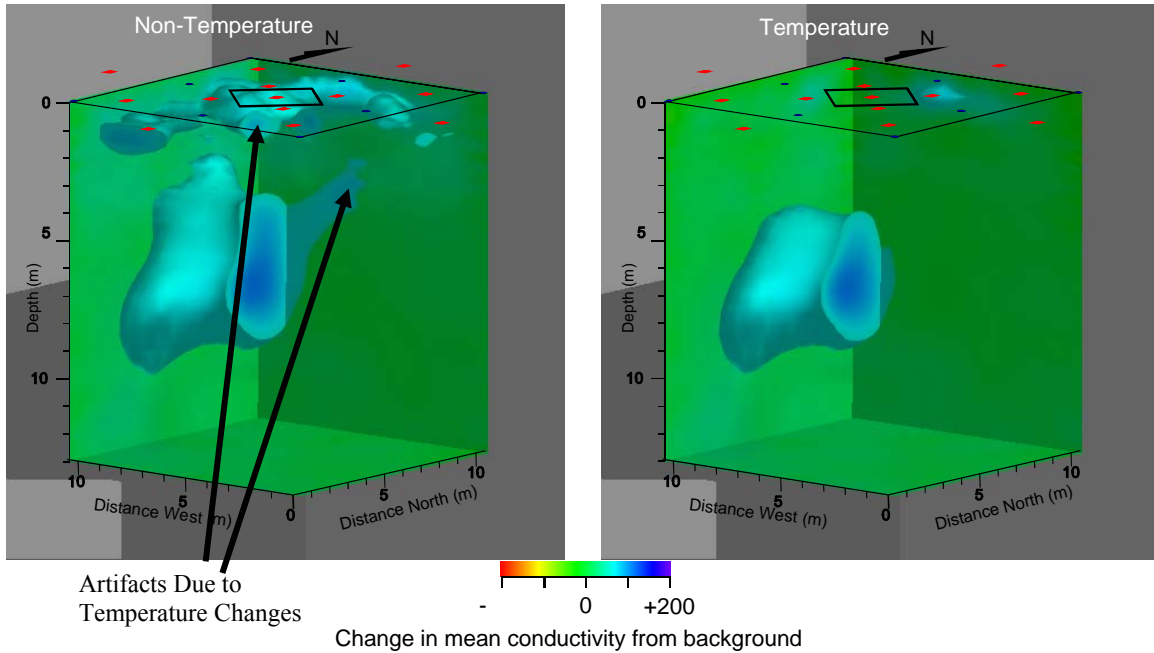 Non-Temperature
N
0
5
10
Depth (m)
10
5
0
Distance West (m)
5
10
Distance North (m)
Temperature
N
0
5
10
Depth (m)
10
5
0
Distance West (m)
5
10
Distance North (m)
Artifacts Due to
Temperature Changes
- 0 +200
Change in mean conductivity from background